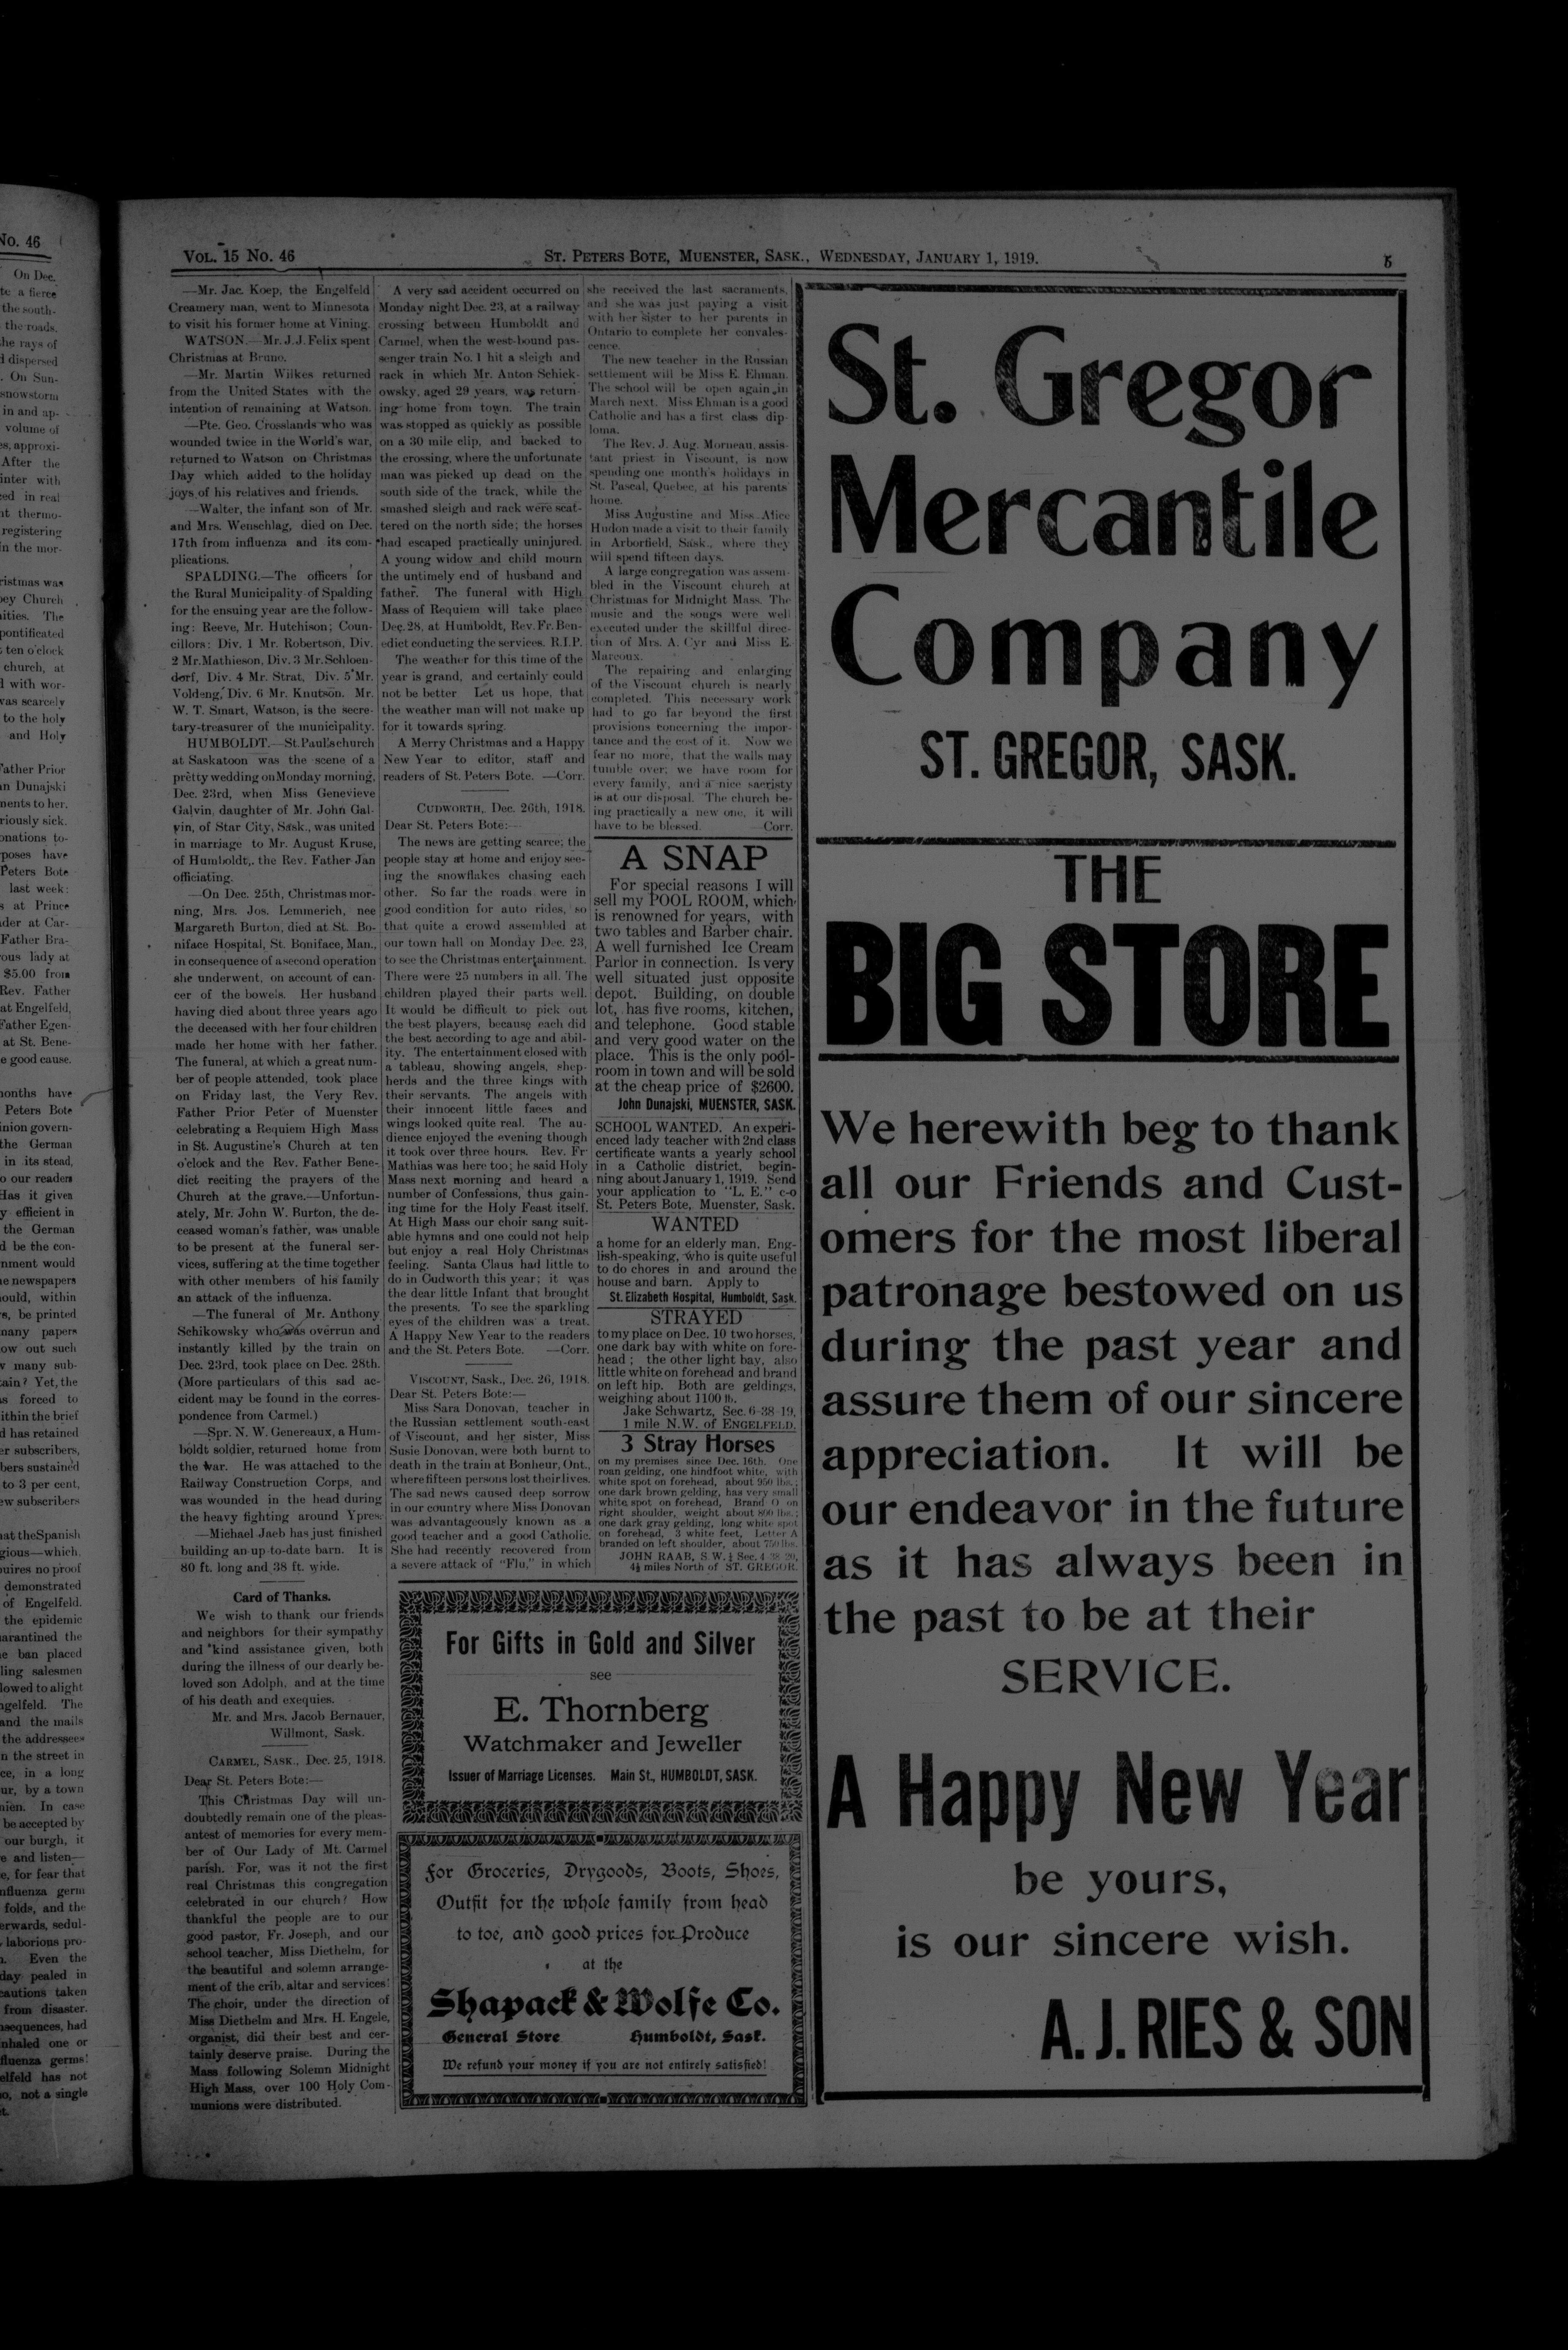 VOL. 15 No. 46
ST. PETERS BOTE, MUENSTER, SASK., WEDNESDAY, JANUARY 1, 1919.
5
—Mr. Jac. Koep, the Engelfeld
Creamery man, went to Minnesota
to visit his former home at Vining.
WATSON.—Mr. J. J. Felix spent
Christmas at Bruno.
—Mr. Martin Wilkes returned
from the United States with the
intention of remaining at Watson.
—Pte. Geo. Crosslands who was
wounded twice in the World's war,
returned to Watson on Christmas
Day which added to the holiday
joys of his relatives and friends.
—Walter, the infant son of Mr.
and Mrs. Wenschlag, died on Dec.
17th from influenza and its com-
plications.
SPALDING.—The officers for
the Rural Municipality of Spalding
for the ensuing year are the follow-
ing: Reeve, Mr. Hutchison; Coun-
cillors: Div. 1 Mr. Robertson, Div.
2 Mr. Mathieson, Div. 3 Mr. Schloen-
dorf, Div. 4 Mr. Strat, Div. 5 Mr.
Voldeng, Div. 6 Mr. Knutson. Mr.
W. T. Smart, Watson, is the secre-
tary-treasurer of the municipality.
HUMBOLDT.—St. Paul's church
at Saskatoon was the scene of a
pretty wedding on Monday morning,
Dec. 23rd, when Miss Genevieve
Galvin, daughter of Mr. John Gal-
vin, of Star City, Sask., was united
in marriage to Mr. August Kruse,
of Humboldt, the Rev. Father Jan
officiating.
—On Dec. 25th, Christmas mor-
ning, Mrs. Jos. Lemmerich, nee
Margareth Burton, died at St. Bo-
niface Hospital, St. Boniface, Man.,
in consequence of a second operation
she underwent, on account of can-
cer of the bowels. Her husband
having died about three years ago
the deceased with her four children
made her home with her father.
The funeral, at which a great num-
ber of people attended, took place
on Friday last, the Very Rev.
Father Prior Peter of Muenster
celebrating a Requiem High Mass
in St. Augustine's Church at ten
o'clock and the Rev. Father Bene-
dict reciting the prayers of the
Church at the grave.—Unfortun-
ately, Mr. John W. Burton, the de-
ceased woman's father, was unable
to be present at the funeral ser-
vices, suffering at the time together
with other members of his family
an attack of the influenza.
—The funeral of Mr. Anthony
Schikowsky who was overrun and
instantly killed by the train on
Dec. 23rd, took place on Dec. 28th.
(More particulars of this sad ac-
cident may be found in the corres-
pondence from Carmel.)
—Spr. N. W. Genereaux, a Hum-
boldt soldier, returned home from
the war. He was attached to the
Railway Construction Corps, and
was wounded in the head during
the heavy fighting around Ypres.
—Michael Jaeb has just finished
building an up-to-date barn. It is
80 ft. long and 38 ft. wide.
Card of Thanks.
We wish to thank our friends
and neighbors for their sympathy
and kind assistance given, both
during the illness of our dearly be-
loved son Adolph, and at the time
of his death and exequies.
Mr. and Mrs. Jacob Bernauer,
Willmont, Sask.
CARMEL, SASK., Dec. 25, 1918.
Dear St. Peters Bote:—
This Christmas Day will un-
doubtedly remain one of the pleas-
antest of memories for every mem-
ber of Our Lady of Mt. Carmel
parish. For, was it not the first
real Christmas this congregation
celebrated in our church? How
thankful the people are to our
good pastor, Fr. Joseph, and our
school teacher, Miss Diethelm, for
the beautiful and solemn arrange-
ment of the crib, altar and services!
The choir, under the direction of
Miss Diethelm and Mrs. H. Engele,
organist, did their best and cer-
tainly deserve praise. During the
Mass following Solemn Midnight
High Mass, over 100 Holy Com-
munions were distributed.
A very sad accident occurred on
Monday night Dec. 23, at a railway
crossing between Humboldt and
Carmel, when the west-bound pas-
senger train No. 1 hit a sleigh and
rack in which Mr. Anton Schick-
owsky, aged 29 years, was return-
ing home from town. The train
was stopped as quickly as possible
on a 30 mile clip, and backed to
the crossing, where the unfortunate
man was picked up dead on the
south side of the track, while the
smashed sleigh and rack were scat-
tered on the north side; the horses
had escaped practically uninjured.
A young widow and child mourn
the untimely end of husband and
father. The funeral with High
Mass of Requiem will take place
Dec. 28, at Humboldt, Rev. Fr. Ben-
edict conducting the services. R.I.P.
The weather for this time of the
year is grand, and certainly could
not be better. Let us hope, that
the weather man will not make up
for it towards spring.
A Merry Christmas and a Happy
New Year to editor, staff and
readers of St. Peters Bote. —Corr.
CUDWORTH, Dec. 26th, 1918.
Dear St. Peters Bote:—
The news are getting scarce; the
people stay at home and enjoy see-
ing the snowflakes chasing each
other. So far the roads were in
good condition for auto rides, so
that quite a crowd assembled at
our town hall on Monday Dec. 23,
to see the Christmas entertainment.
There were 25 numbers in all. The
children played their parts well.
It would be difficult to pick out
the best players, because each did
the best according to age and abil-
ity. The entertainment closed with
a tableau, showing angels, shep-
herds and the three kings with
their servants. The angels with
their innocent little faces and
wings looked quite real. The au-
dience enjoyed the evening though
it took over three hours. Rev. Fr
Mathias was here too; he said Holy
Mass next morning and heard a
number of Confessions, thus gain-
ing time for the Holy Feast itself.
At High Mass our choir sang suit-
able hymns and one could not help
but enjoy a real Holy Christmas
feeling. Santa Claus had little to
do in Cudworth this year; it was
the dear little Infant that brought
the presents. To see the sparkling
eyes of the children was a treat.
A Happy New Year to the readers
and the St. Peters Bote. —Corr.
VISCOUNT, Sask., Dec. 26, 1918.
Dear St. Peters Bote:—
Miss Sara Donovan, teacher in
the Russian settlement south-east
of Viscount, and her sister, Miss
Susie Donovan, were both burnt to
death in the train at Bonheur, Ont.,
where fifteen persons lost their lives.
The sad news caused deep sorrow
in our country where Miss Donovan
was advantageously known as a
good teacher and a good Catholic.
She had recently recovered from
a severe attack of "Flu," in which
she received the last sacraments,
and she was just paying a visit
with her sister to her parents in
Ontario to complete her convales-
cence.
The new teacher in the Russian
settlement will be Miss E. Ehman.
The school will be open again in
March next. Miss Ehman is a good
Catholic and has a first class dip
loma.
The Rev. J. Aug. Morneau, assis-
tant priest in Viscount, is now
spending one month's holidays in
St. Pascal, Quebec, at his parents'
home.
Miss Augustine and Miss Alice
Hudon made a visit to their family
in Arborfield, Sask., where they
will spend fifteen days.
A large congregation was assem-
bled in the Viscount church at
Christmas for Midnight Mass. The
music and the songs were well
executed under the skillful direc-
tion of Mrs. A. Cyr and Miss E.
Marcoux.
The repairing and enlarging
of the Viscount church is nearly
completed. This necessary work
had to go far beyond the first
provisions concerning the impor-
tance and the cost of it. Now we
fear no more, that the walls may
tumble over; we have room for
every family, and a nice sacristy
is at our disposal. The church be-
ing practically a new one, it will
have to be blessed. —Corr.
A SNAP
For special reasons I will
sell my POOL ROOM, which
is renowned for years, with
two tables and Barber chair.
A well furnished Ice Cream
Parlor in connection. Is very
well situated just opposite
depot. Building, on double
lot, has five rooms, kitchen,
and telephone. Good stable
and very good water on the
place. This is the only pool-
room in town and will be sold
at the cheap price of $2600.
John Dunajski, MUENSTER, SASK.
SCHOOL WANTED. An experi-
enced lady teacher with 2nd class
certificate wants a yearly school
in a Catholic district, begin-
ning about January 1, 1919. Send
your application to "L. E." c-o
St. Peters Bote, Muenster, Sask.
WANTED
a home for an elderly man, Eng-
lish-speaking, who is quite useful
to do chores in and around the
house and barn. Apply to
St. Elizabeth Hospital, Humboldt, Sask.
STRAYED
to my place on Dec. 10 two horses,
one dark bay with white on fore-
head; the other light bay, also
little white on forehead and brand
on left hip. Both are geldings,
weighing about 1100 lb.
Jake Schwartz, Sec. 6-38-19,
1 mile N.W. of ENGELFELD.
3 Stray Horses
on my premises since Dec. 16th. One
roan gelding, one hindfoot white, with
white spot on forehead, about 950 lbs.;
one dark brown gelding, has very small
white spot on forehead, Brand O on
right shoulder, weight about 800 lbs.;
one dark gray gelding, long white spot
on forehead, 3 white feet, Letter A
branded on left shoulder, about 750 lbs.
JOHN RAAB, S.W.¼ Sec. 4-38-20,
4½ miles North of ST. GREGOR.
For Gifts in Gold and Silver
see
E. Thornberg
Watchmaker and Jeweller
Issuer of Marriage Licenses. Main St., HUMBOLDT, SASK.
For Groceries, Drygoods, Boots, Shoes,
Outfit for the whole family from head
to toe, and good prices for Produce
at the
Shapack & Wolfe Co.
General Store Humboldt, Sask.
We refund your money if you are not entirely satisfied!
St. Gregor
Mercantile
Company
ST. GREGOR, SASK.
THE
BIG STORE
We herewith beg to thank
all our Friends and Cust-
omers for the most liberal
patronage bestowed on us
during the past year and
assure them of our sincere
appreciation. It will be
our endeavor in the future
as it has always been in
the past to be at their
SERVICE.
A Happy New Year
be yours,
is our sincere wish.
A. J. RIES & SON